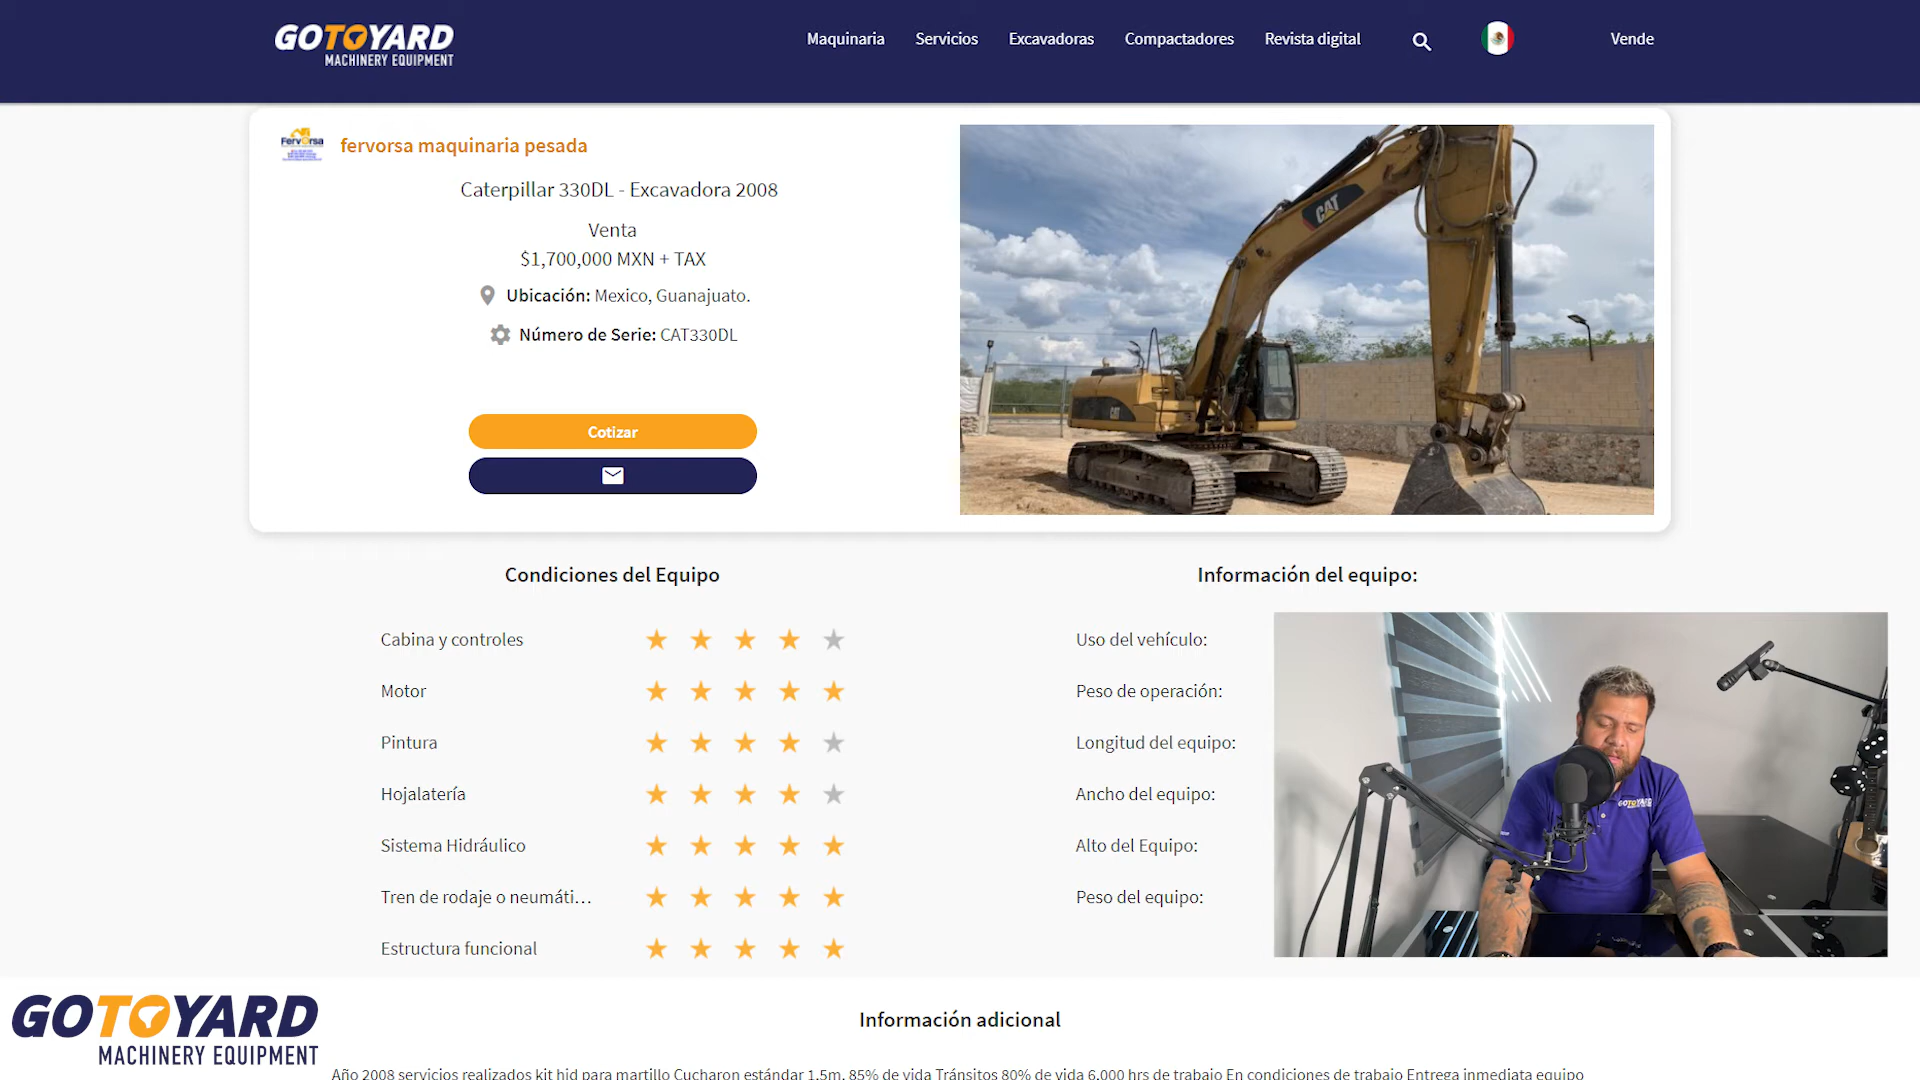 GOTOYARD
MACHINERY EQUIPMENT
Maquinaria
Servicios
Excavadoras
Compactadores
Revista digital
Vende
Fervorsa
fervorsa maquinaria pesada
Caterpillar 330DL - Excavadora 2008
Venta
$1,700,000 MXN + TAX
Ubicación: Mexico, Guanajuato.
Número de Serie: CAT330DL
Cotizar
CAT
CAT
Condiciones del Equipo
Cabina y controles
Motor
Pintura
Hojalatería
Sistema Hidráulico
Tren de rodaje o neumáti...
Estructura funcional
Información del equipo:
Uso del vehículo:
Peso de operación:
Longitud del equipo:
Ancho del equipo:
Alto del Equipo:
Peso del equipo:
GOTOYARD
GOTOYARD
MACHINERY EQUIPMENT
Información adicional
Año 2008 servicios realizados kit hid para martillo Cucharon estándar 1.5m. 85% de vida Tránsitos 80% de vida 6,000 hrs de trabajo En condiciones de trabajo Entrega inmediata equipo